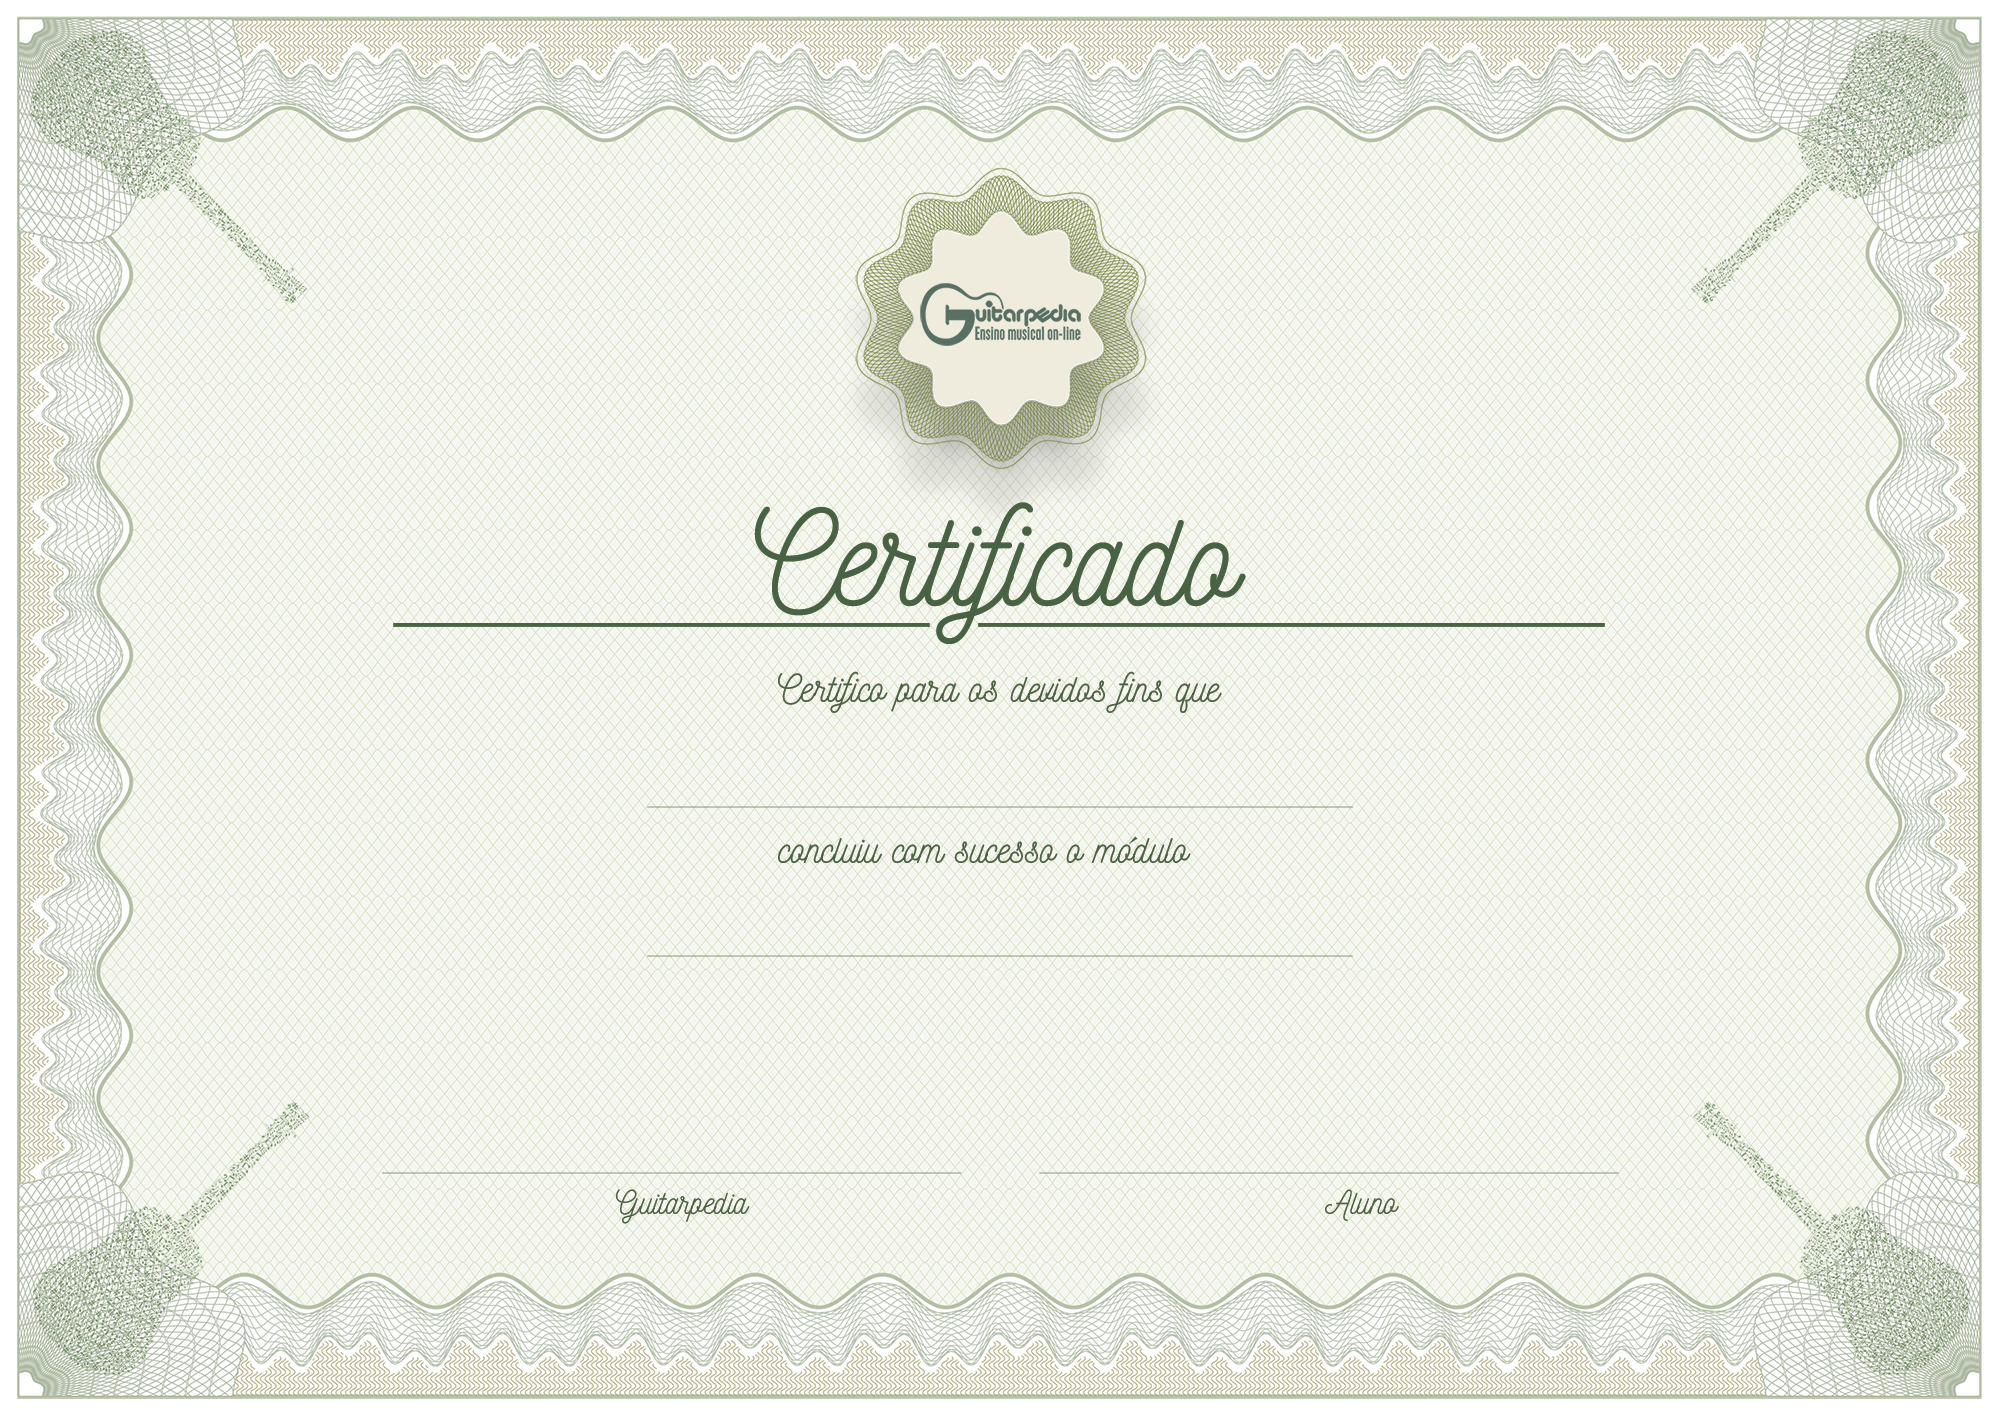 Guitarpedia
Ensino musical on-line
Certificado
Certifico para os devidos fins que
concluiu com sucesso o módulo
Guitarpedia
Aluno